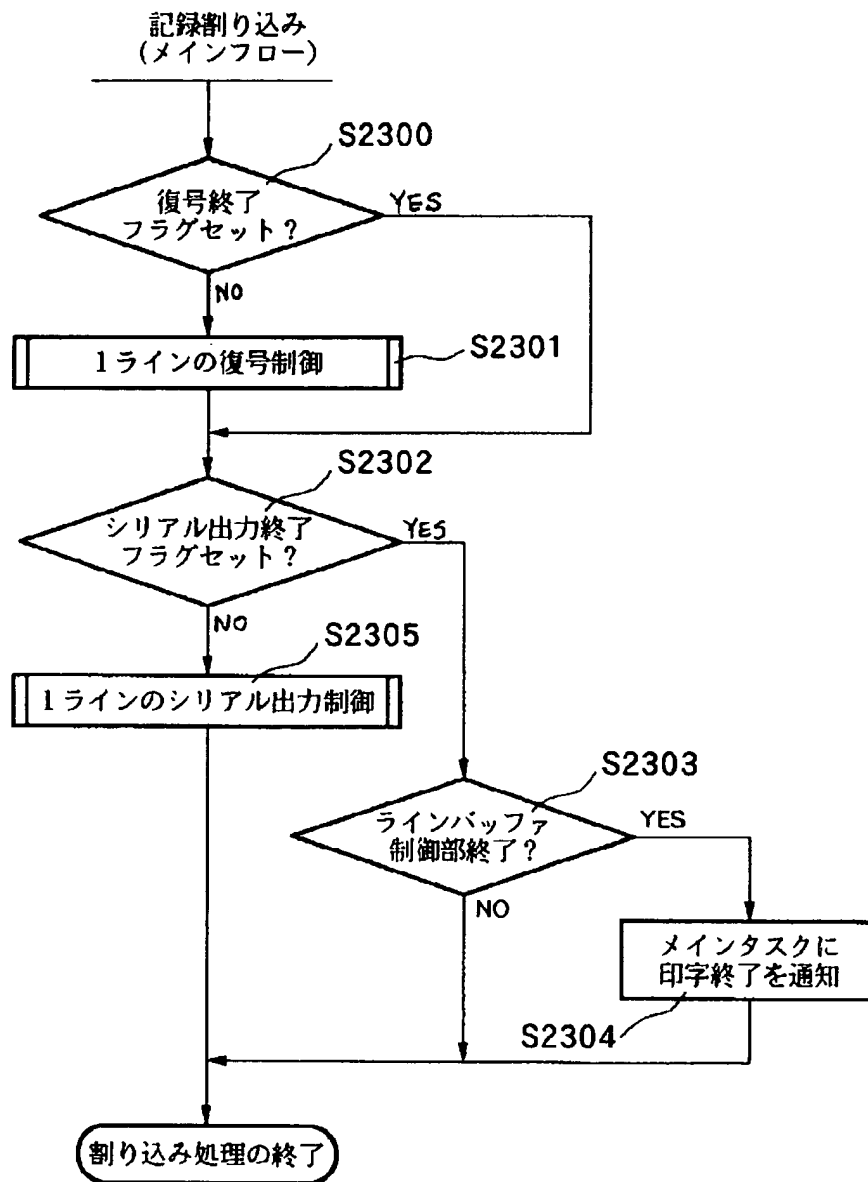 記録割り込み
(メインフロー)
S2300
復号終了
フラグセット?
YES
NO
1ラインの復号制御
S2301
S2302
シリアル出力終了
フラグセット?
YES
NO
S2305
1ラインのシリアル出力制御
S2303
ラインバッファ
制御部終了?
YES
NO
メインタスクに
印字終了を通知
S2304
割り込み処理の終了